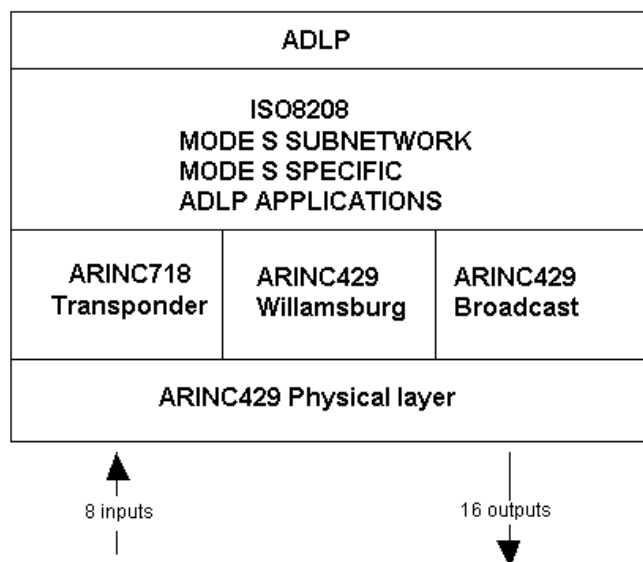 ADLP
ISO8208
MODE S SUBNETWORK
MODE S SPECIFIC
ADLP APPLICATIONS
ARINC718
Transponder
ARINC429
Willamsburg
ARINC429
Broadcast
ARINC429 Physical layer
8 inputs
16 outputs